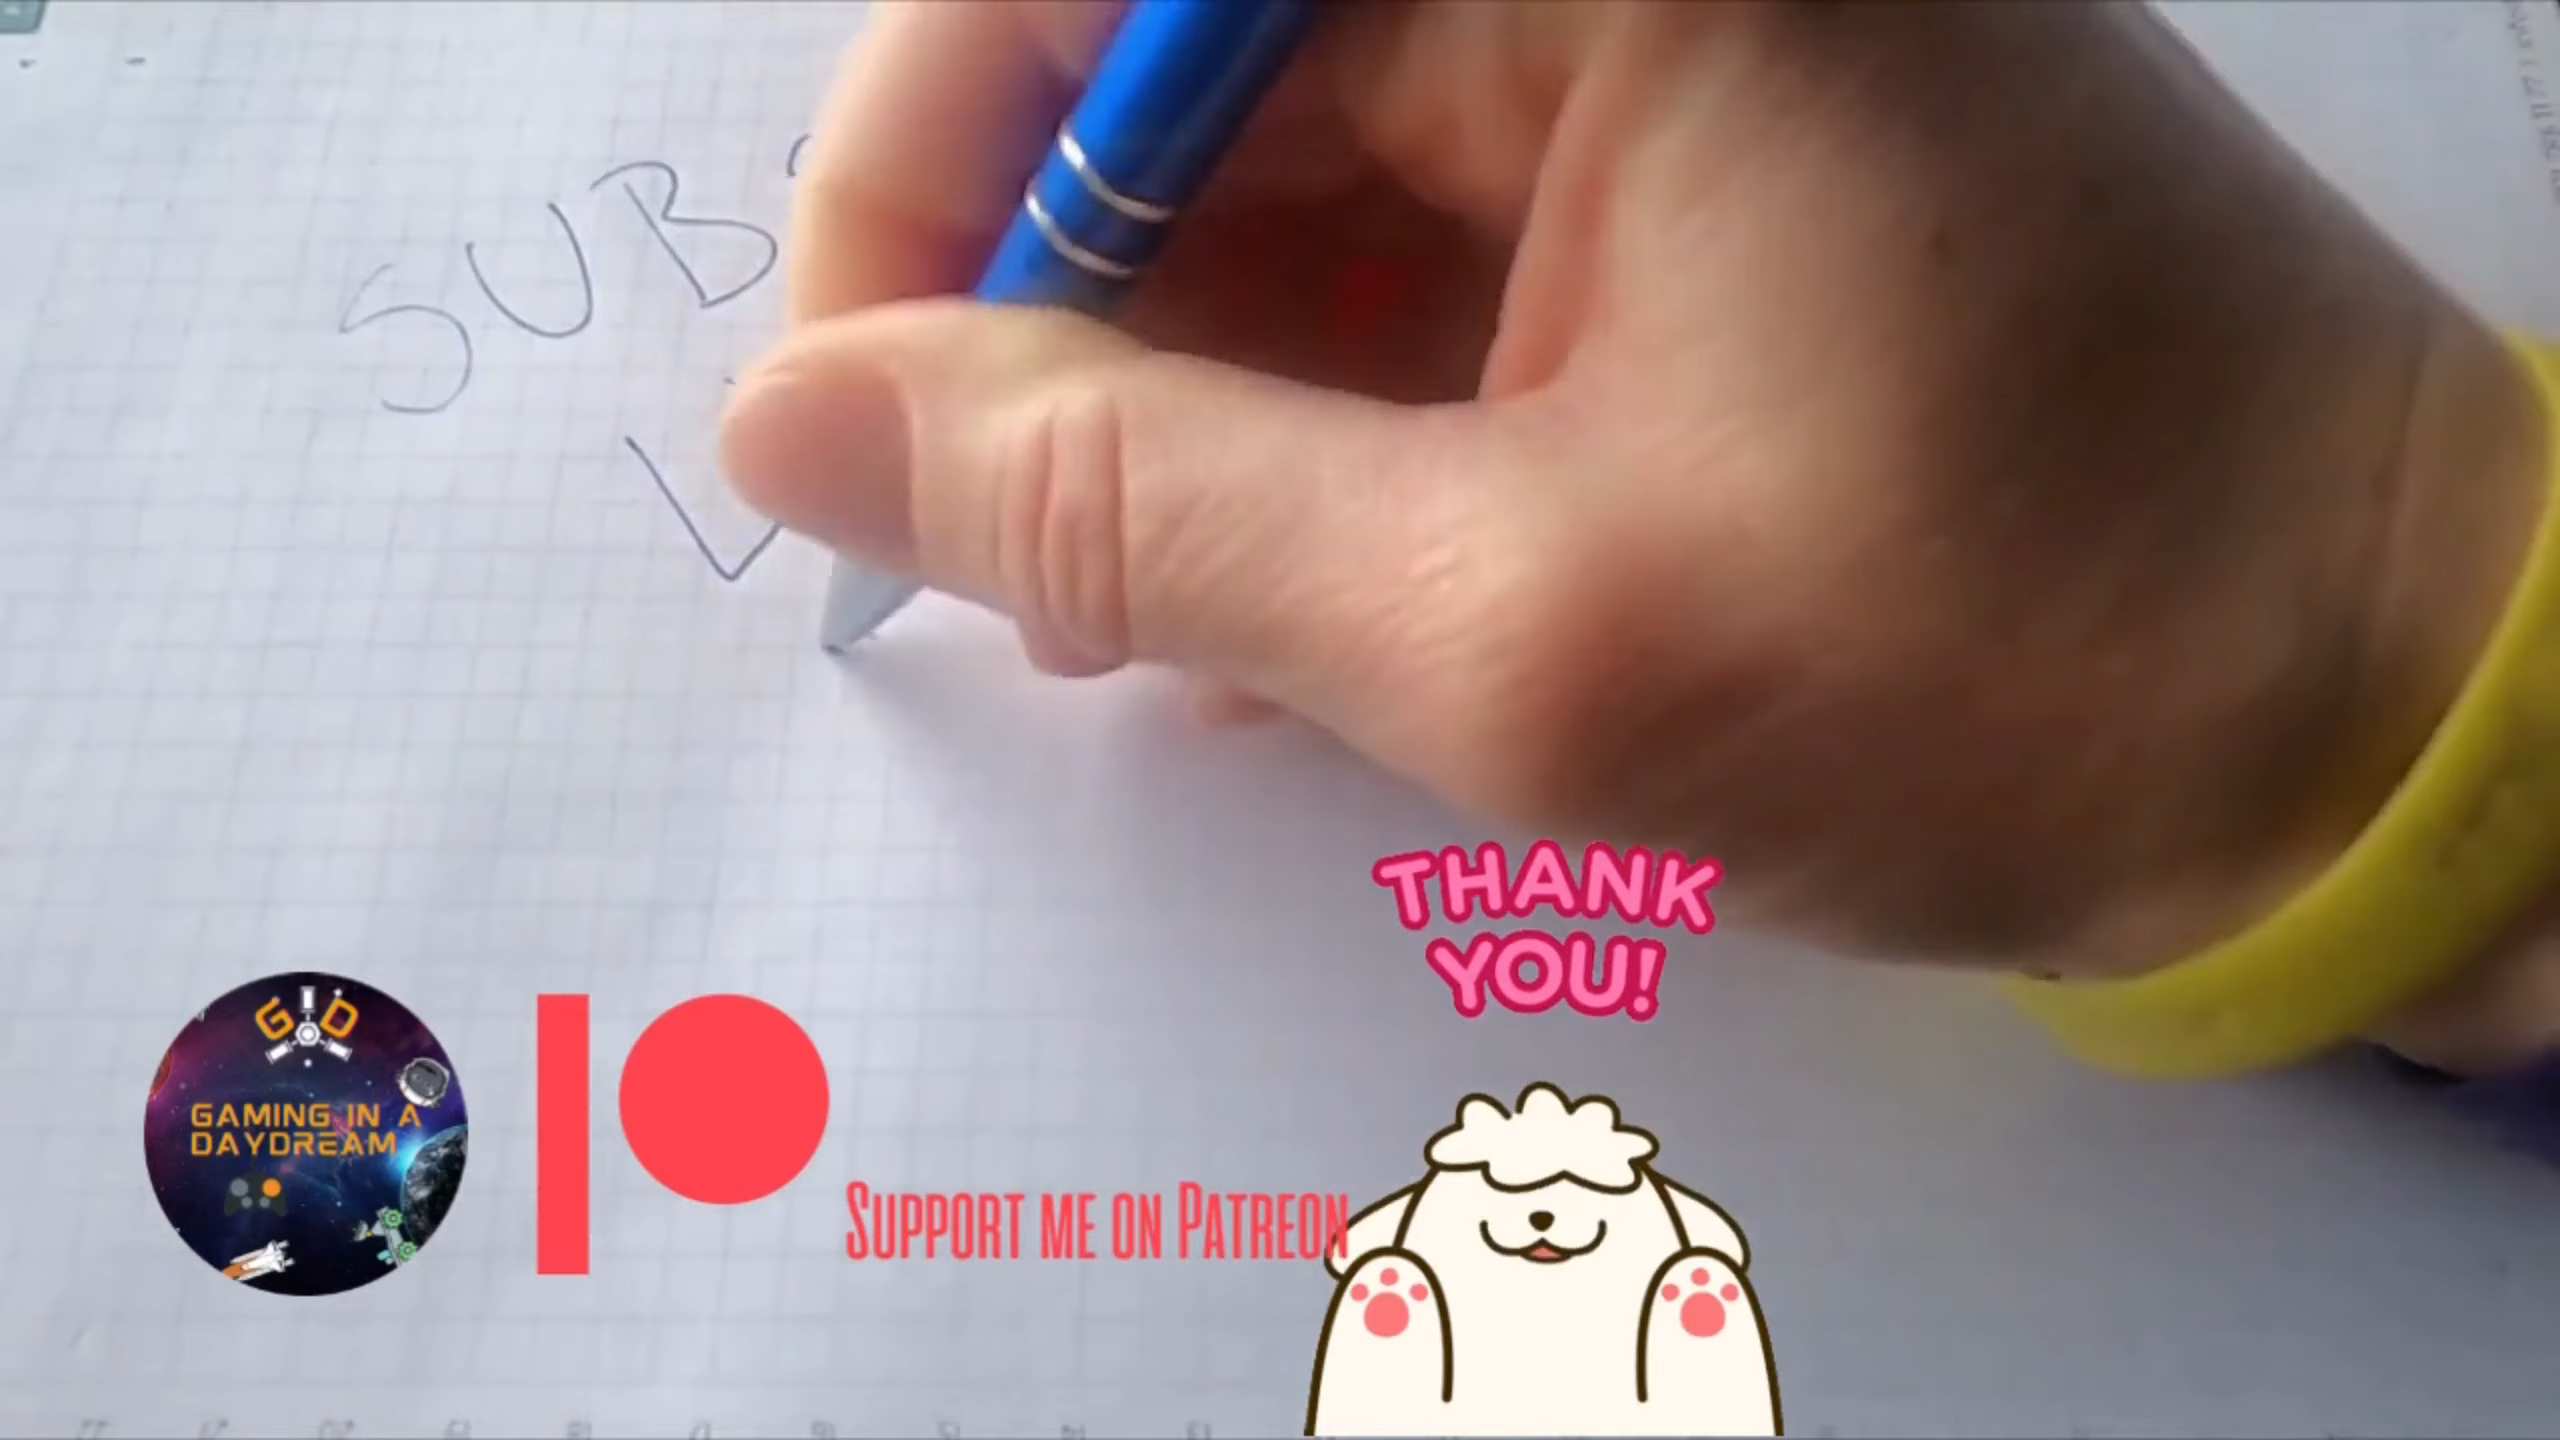 SUB
L
THANK
YOU!
G D
GAMING IN A
DAYDREAM
SUPPORT ME ON PATREON